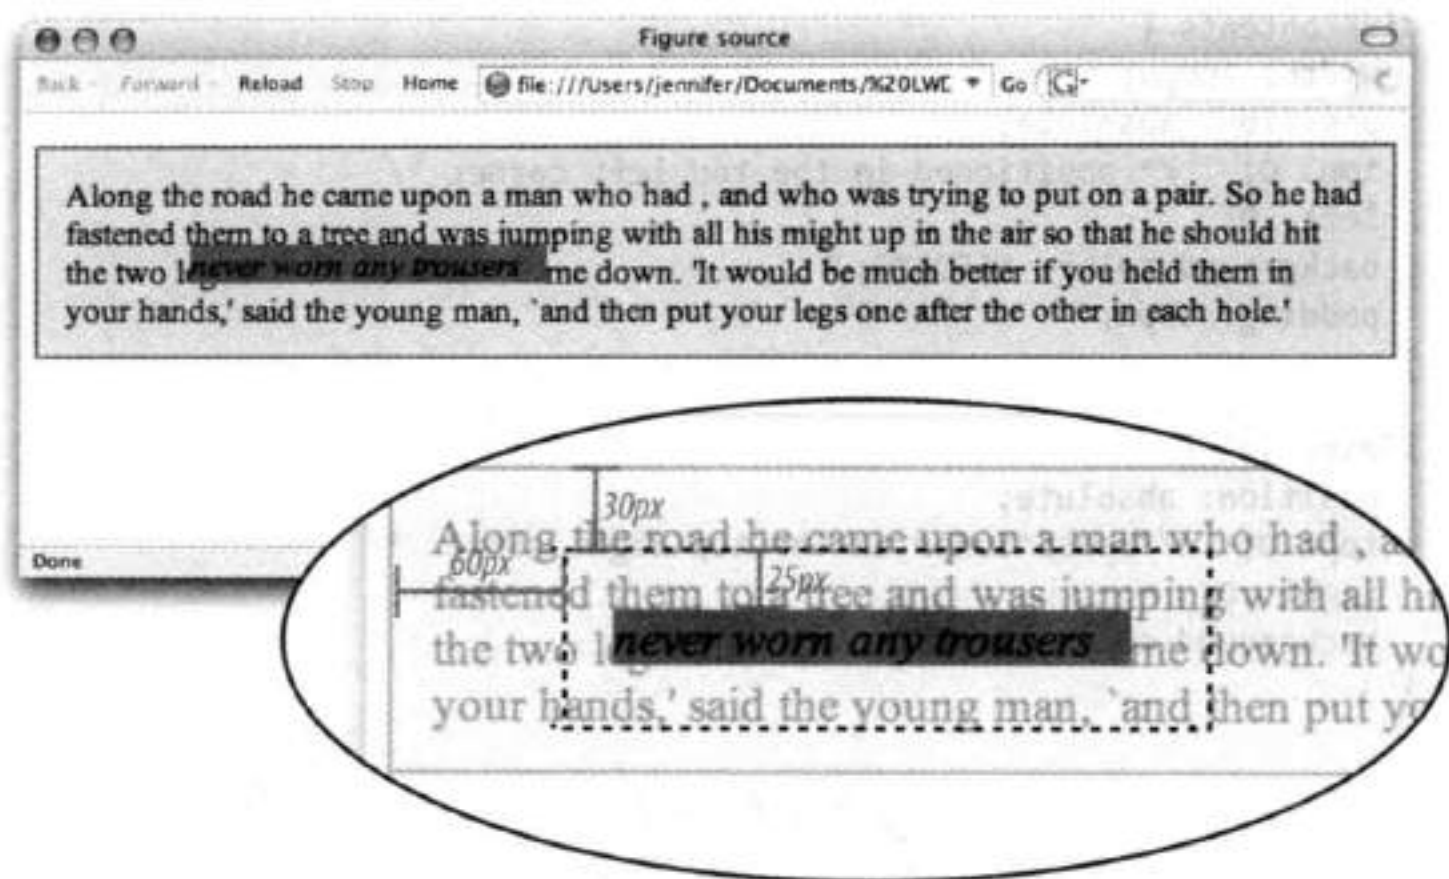 Figure source
Back Forward Reload Stop Home file:///Users/jennifer/Documents/%20LWD Go
Along the road he came upon a man who had , and who was trying to put on a pair. So he had
fastened them to a tree and was jumping with all his might up in the air so that he should hit
the two le never worn any trousers me down. 'It would be much better if you held them in
your hands,' said the young man, `and then put your legs one after the other in each hole.'
Done
30px
Along the road he came upon a man who had , a
60px
25px
fastened them to a tree and was jumping with all hi
the two le never worn any trousers me down. 'It wo
your hands,' said the young man, `and then put yo